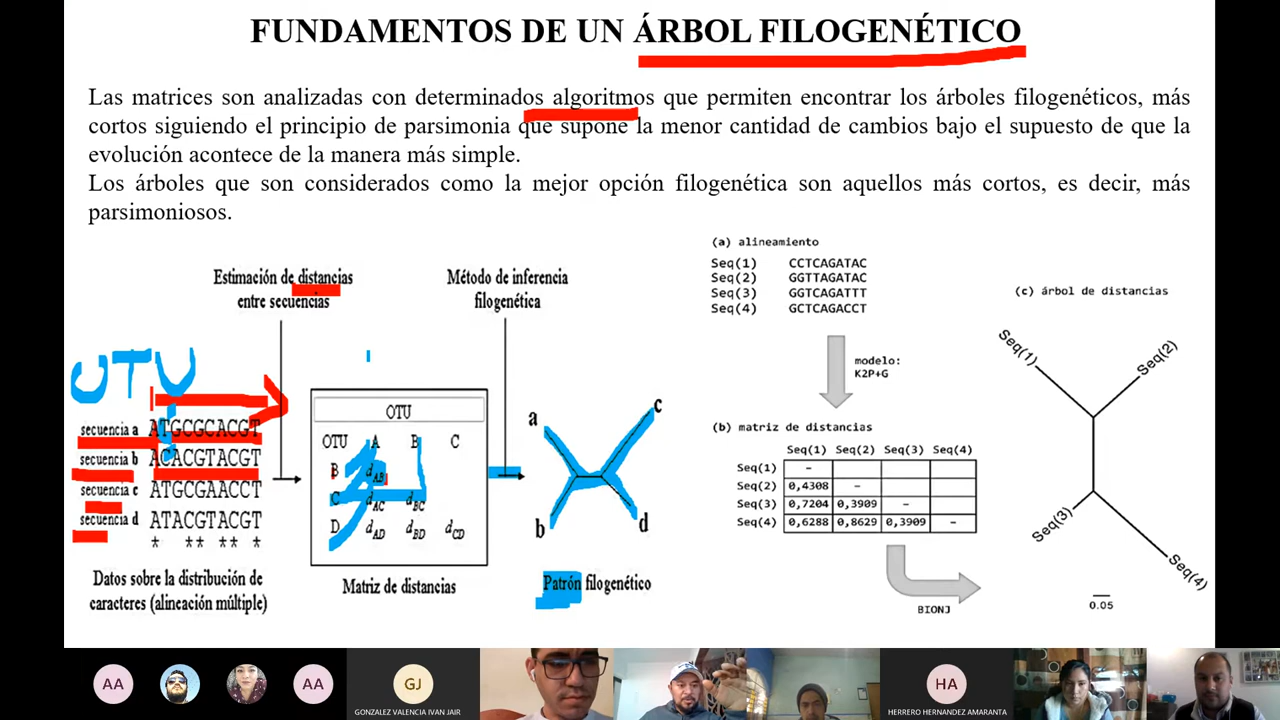 FUNDAMENTOS DE UN ÁRBOL FILOGENÉTICO
Las matrices son analizadas con determinados algoritmos que permiten encontrar los árboles filogenéticos, más
cortos siguiendo el principio de parsimonia que supone la menor cantidad de cambios bajo el supuesto de que la
evolución acontece de la manera más simple.
Los árboles que son considerados como la mejor opción filogenética son aquellos más cortos, es decir, más
parsimoniosos.
Estimación de distancias
entre secuencias
Método de inferencia
filogenética
OTU
secuencia a ATGCGCACGT
secuencia b ACACGTACGT
secuencia c ATGCGAACCT
secuencia d ATACGTACGT
* ** ** *
Datos sobre la distribución de
caracteres (alineación múltiple)
OTU
OTU A B C
B dAB
C dAC dBC
D dAD dBD dCD
Matriz de distancias
a
c
b
d
Patrón filogenético
(a) alineamiento
Seq(1) CCTCAGATAC
Seq(2) GGTTAGATAC
Seq(3) GGTCAGATTT
Seq(4) GCTCAGACCT
modelo:
K2P+G
(b) matriz de distancias
Seq(1) Seq(2) Seq(3) Seq(4)
Seq(1) –
Seq(2) 0,4308 –
Seq(3) 0,7204 0,3909 –
Seq(4) 0,6288 0,8629 0,3909 –
BIONJ
(c) árbol de distancias
Seq(1)
Seq(2)
Seq(3)
Seq(4)
0.05
AA
AA
GJ
GONZALEZ VALENCIA IVAN JAIR
HA
HERRERO HERNANDEZ AMARANTA